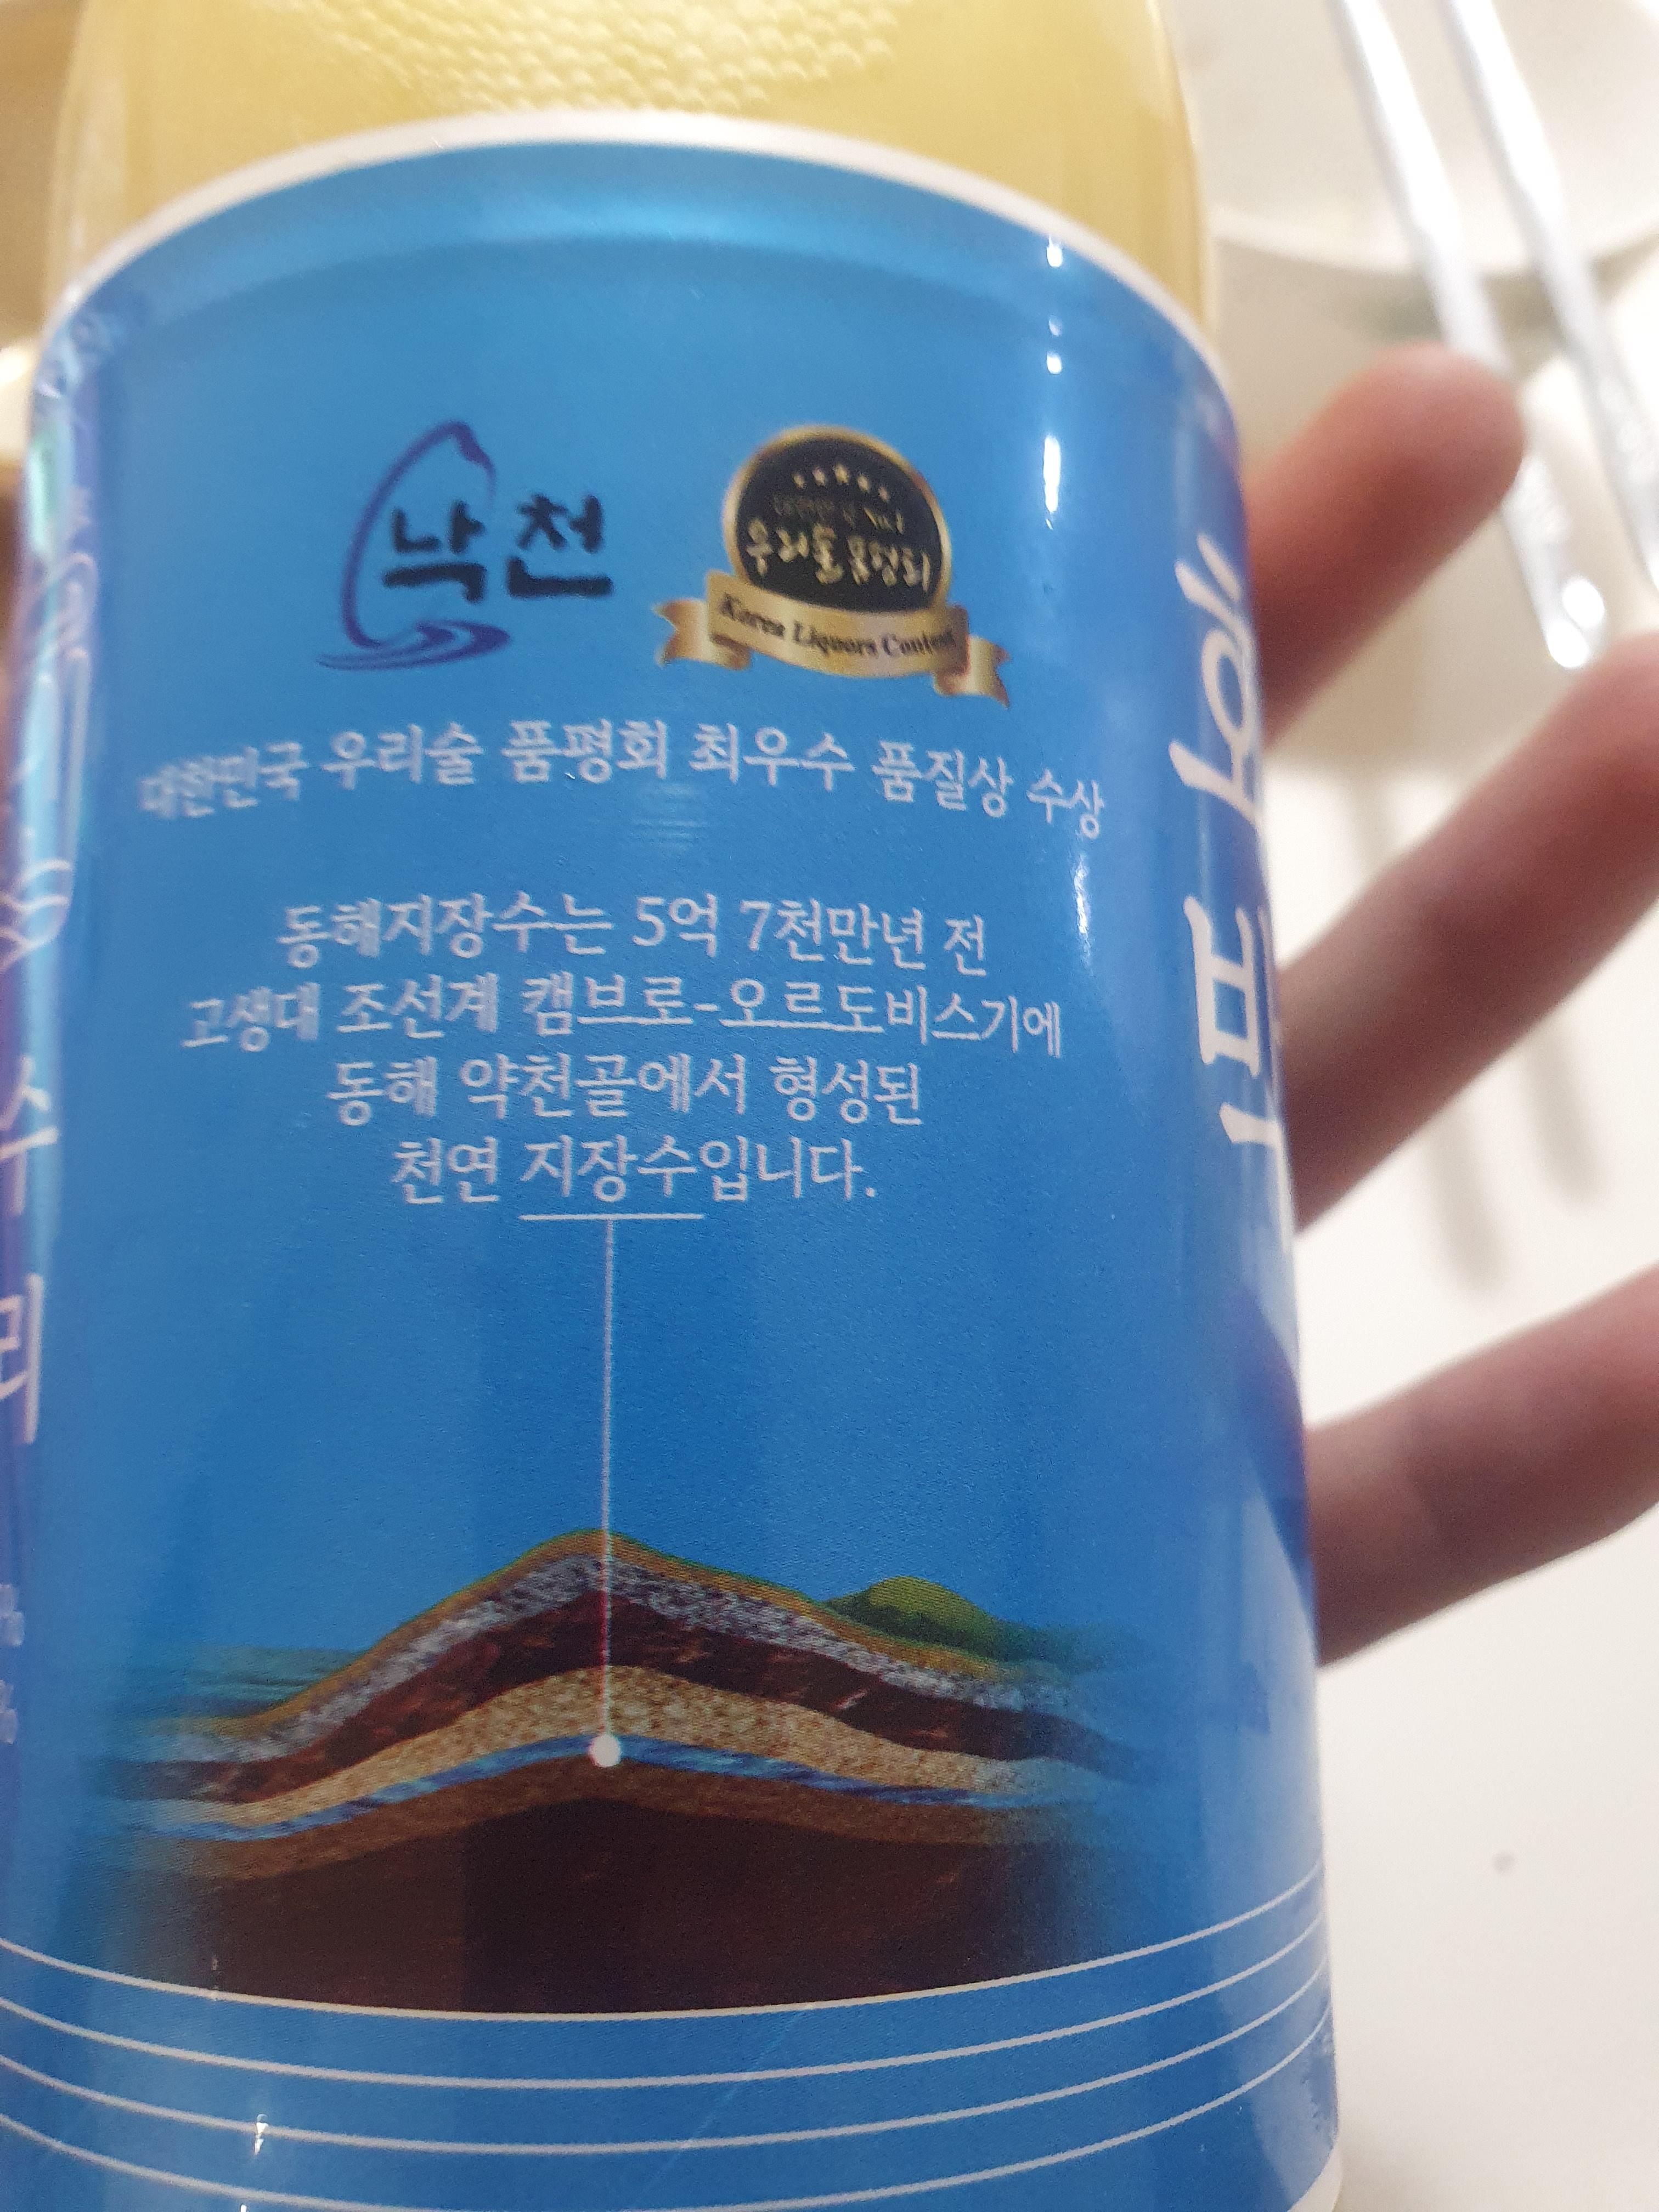 낙천
우리술품평회
Korea Liquors Contest
대한민국 우리술 품평회 최우수 품질상 수상
동해지장수는 5억 7천만년 전
고생대 조선계 캠브로-오르도비스기에
동해 약천골에서 형성된
천연 지장수입니다.